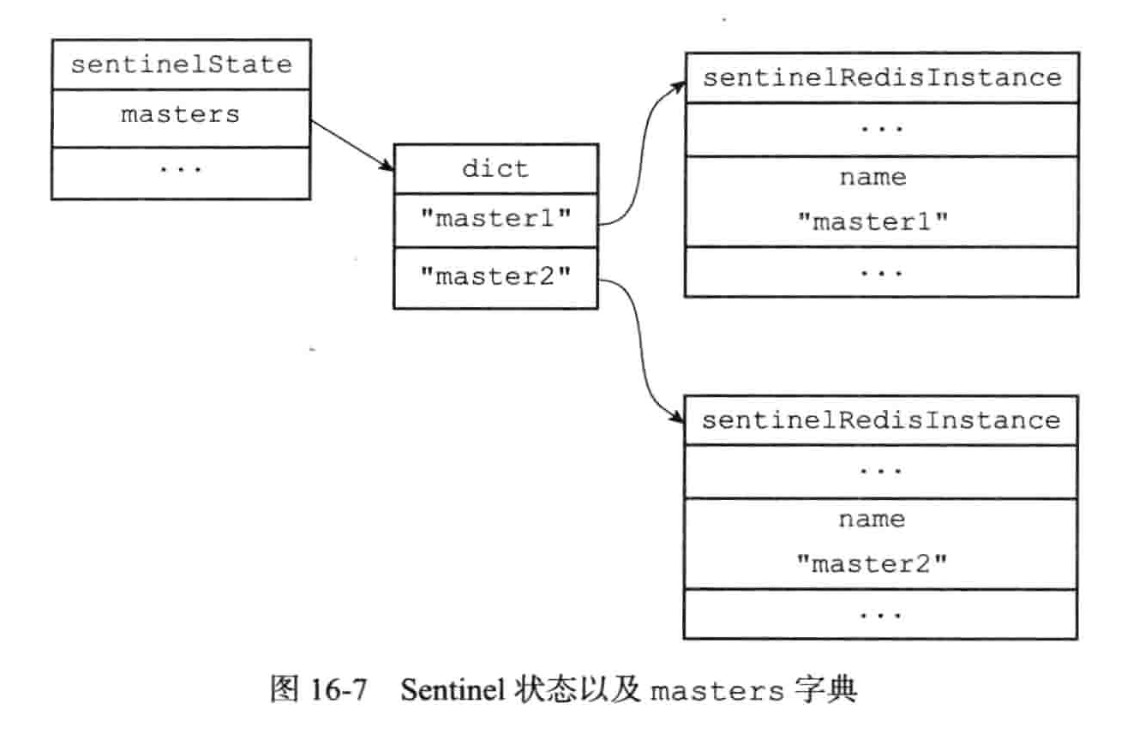 sentinelState
masters
...
dict
"master1"
"master2"
sentinelRedisInstance
...
name
"master1"
...
sentinelRedisInstance
...
name
"master2"
...
图 16-7 Sentinel 状态以及 masters 字典